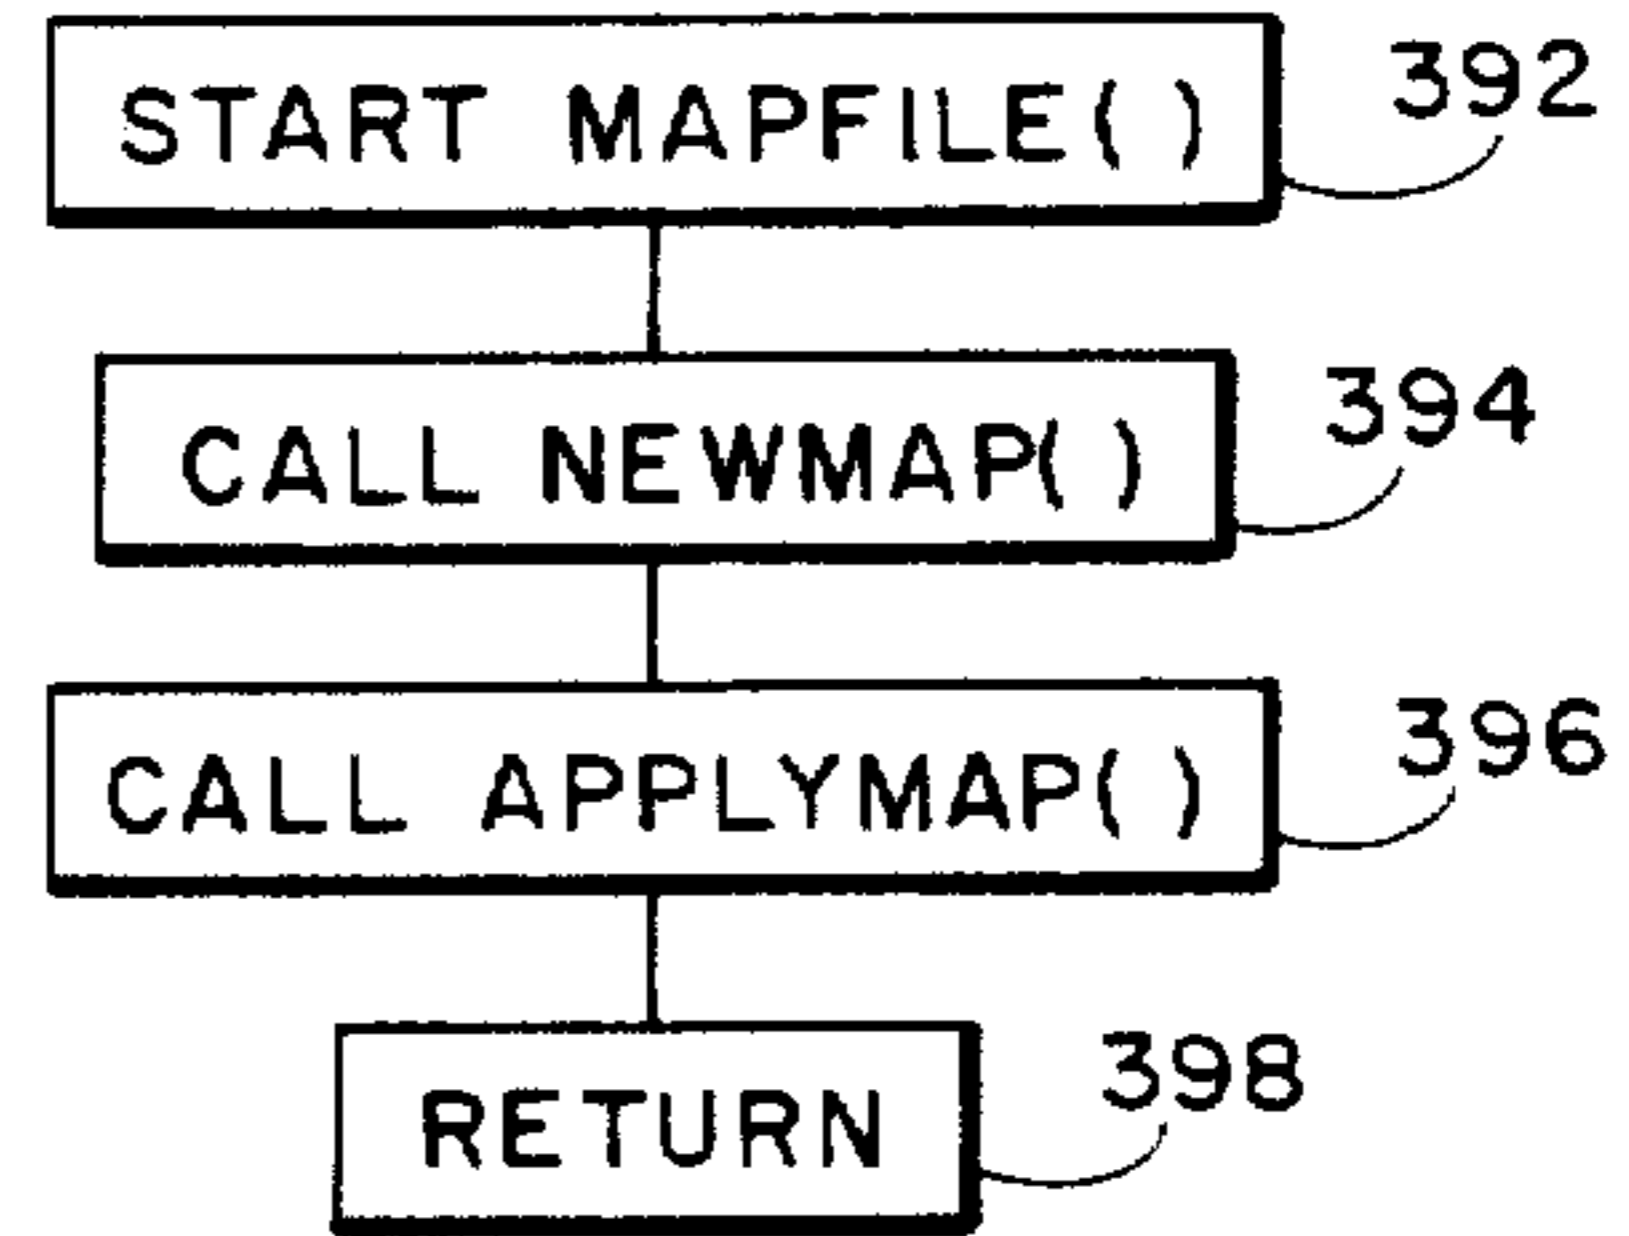 START MAPFILE( )
392
CALL NEWMAP( )
394
CALL APPLYMAP( )
396
RETURN
398